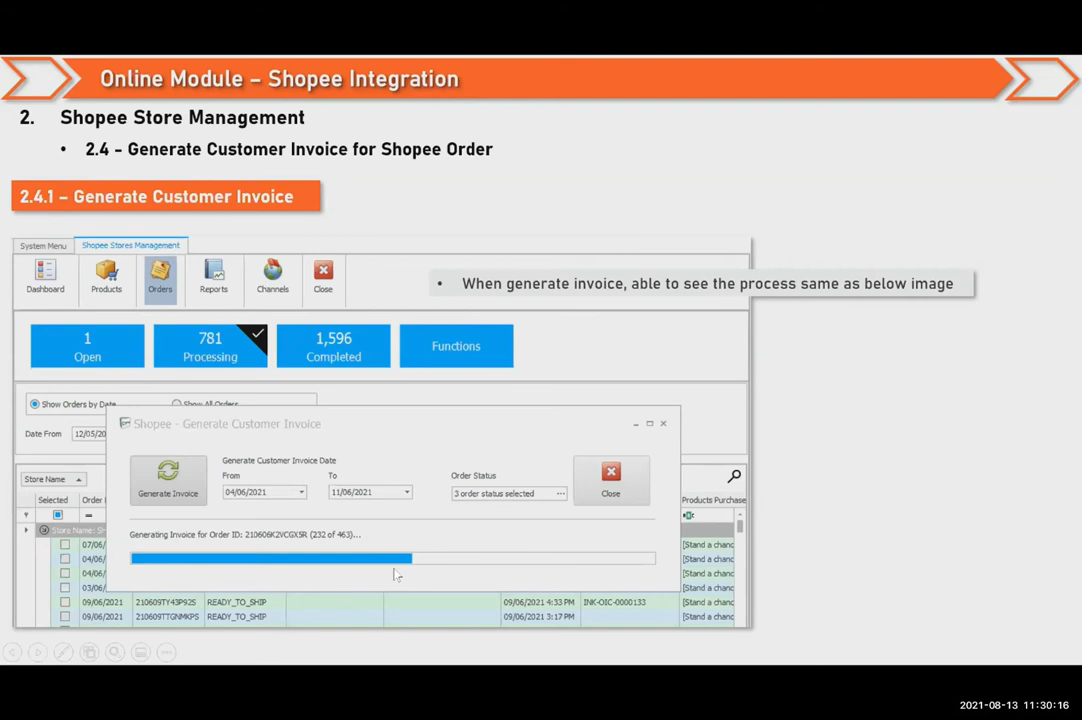 Online Module – Shopee Integration
2. Shopee Store Management
• 2.4 - Generate Customer Invoice for Shopee Order
2.4.1 – Generate Customer Invoice
System Menu Shopee Stores Management
Dashboard Products Orders Reports Channels Close
• When generate invoice, able to see the process same as below image
1 781 1,596 Functions
Open Processing Completed
Show Orders by Date Show All Orders
Shopee - Generate Customer Invoice
Date From 12/05/20
Generate Customer Invoice Date
From To Order Status
Generate Invoice 04/06/2021 11/06/2021 3 order status selected ... Close
Store Name
Selected Order Products Purchase
Generating Invoice for Order ID: 210606K2VCGX5R (232 of 463)...
Store Name: Sh
07/06 [Stand a chanc
04/06 [Stand a chanc
04/06 [Stand a chanc
03/06 [Stand a chanc
09/06/2021 210609TY43P92S READY_TO_SHIP 09/06/2021 4:33 PM INK-OIC-0000133 [Stand a chanc
09/06/2021 210609TTGNMKPS READY_TO_SHIP 09/06/2021 3:17 PM [Stand a chanc
2021-08-13 11:30:16